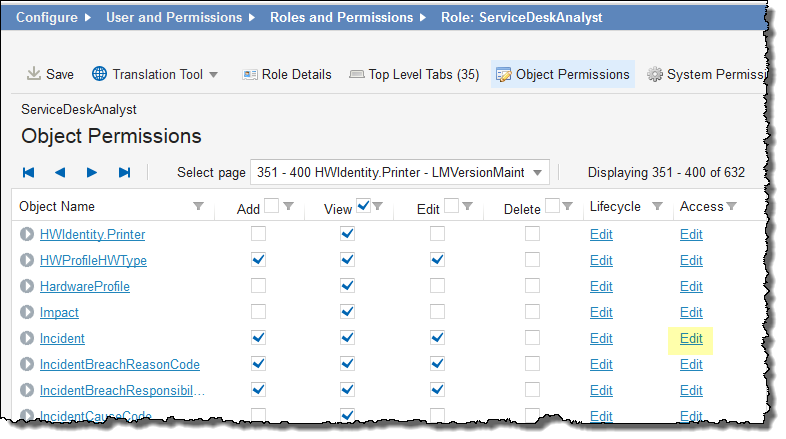 Configure User and Permissions Roles and Permissions Role: ServiceDeskAnalyst
Save Translation Tool Role Details Top Level Tabs (35) Object Permissions System Permissi
ServiceDeskAnalyst
Object Permissions
Select page 351 - 400 HWIdentity.Printer - LMVersionMaint Displaying 351 - 400 of 632
Object Name Add View Edit Delete Lifecycle Access
HWIdentity.Printer Edit Edit
HWProfileHWType Edit Edit
HardwareProfile Edit Edit
Impact Edit Edit
Incident Edit Edit
IncidentBreachReasonCode Edit Edit
IncidentBreachResponsibil... Edit Edit
IncidentCauseCode Edit Edit